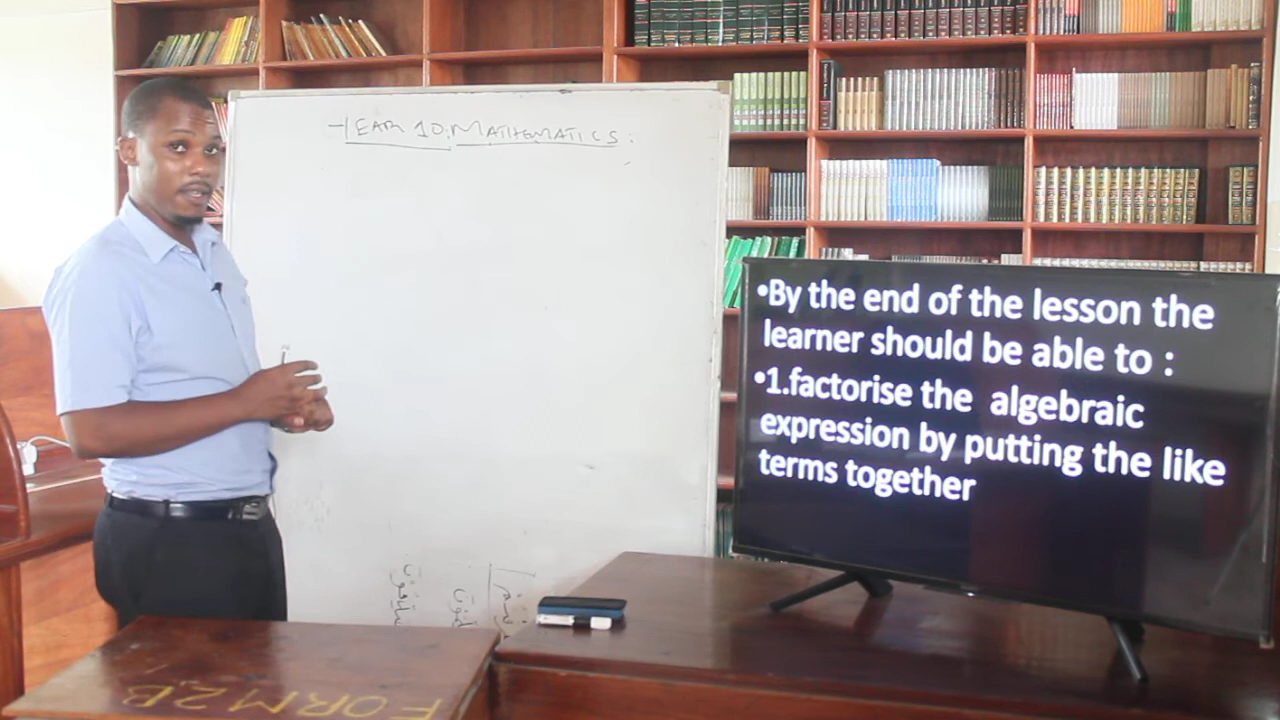 YEAR 10: MATHEMATICS:
•By the end of the lesson the
learner should be able to :
•1.factorise the algebraic
expression by putting the like
terms together
FORM2B